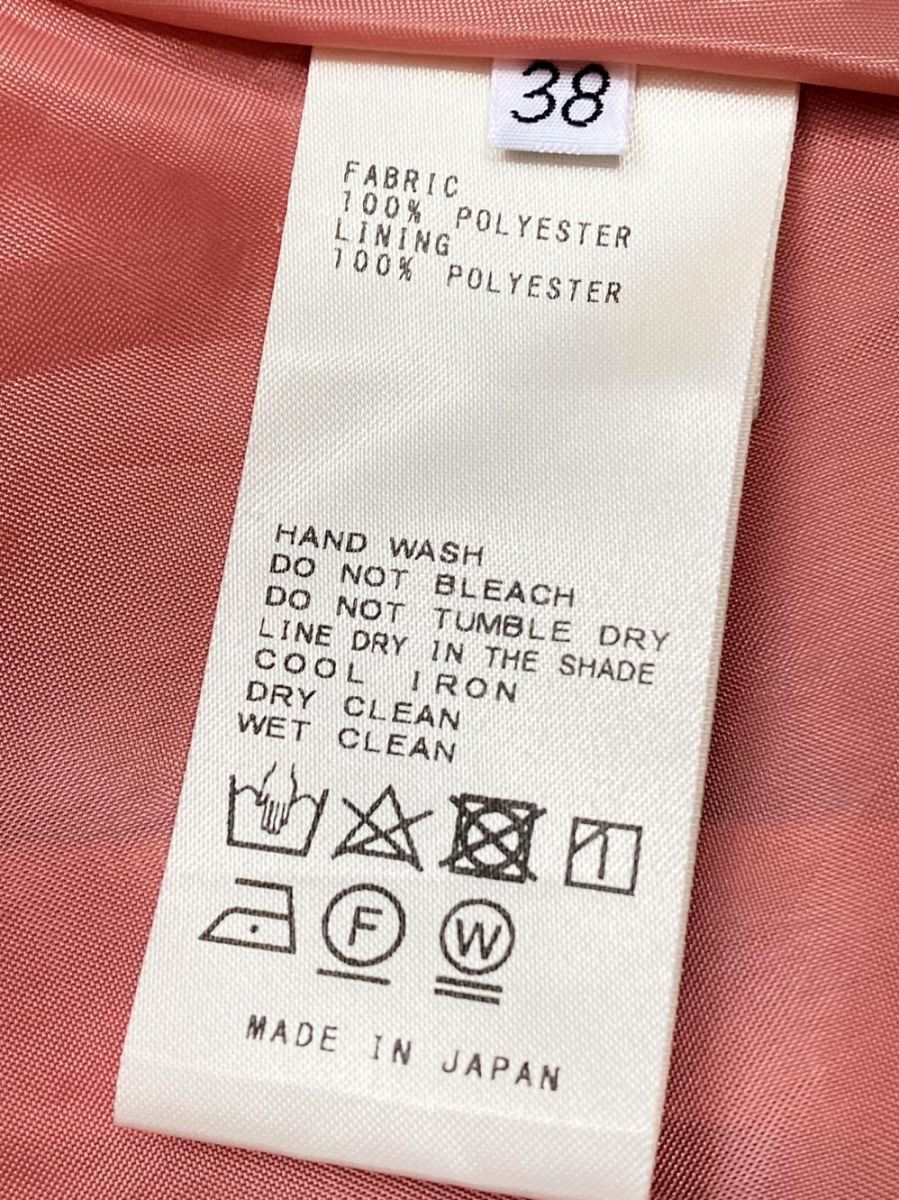 38
FABRIC
100% POLYESTER
LINING
100% POLYESTER
HAND WASH
DO NOT BLEACH
DO NOT TUMBLE DRY
LINE DRY IN THE SHADE
COOL IRON
DRY CLEAN
WET CLEAN
F W
MADE IN JAPAN